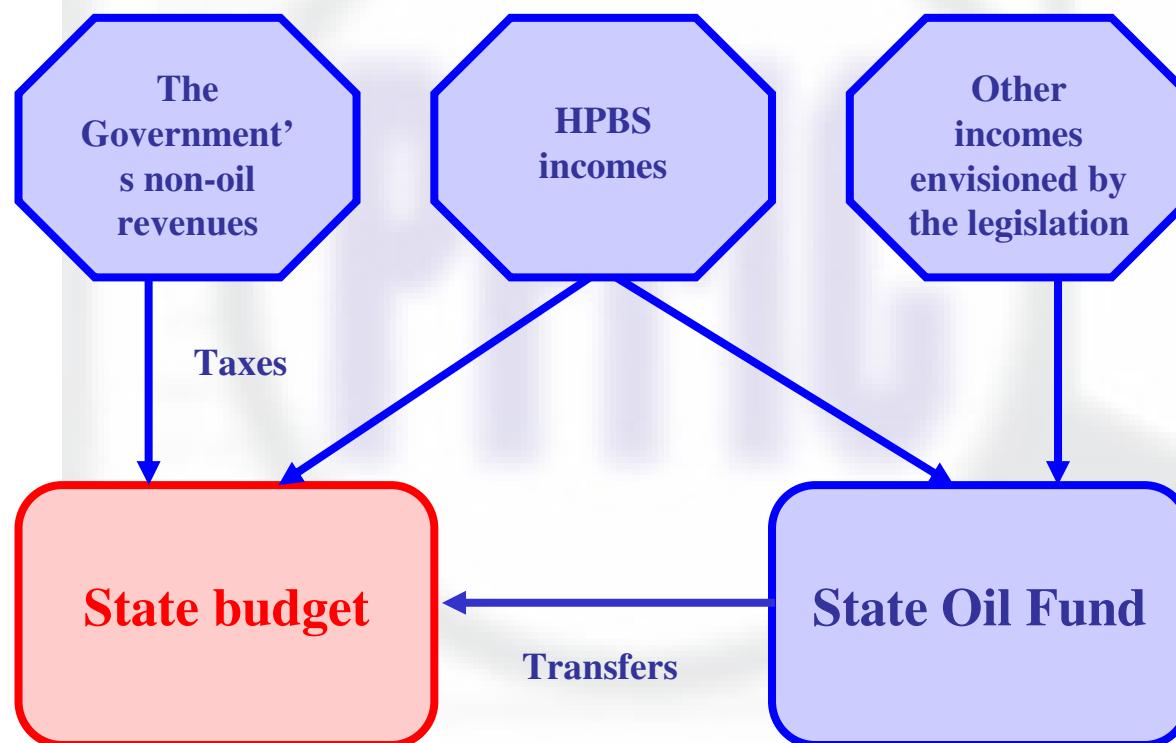 The
Government’
s non-oil
revenues
HPBS
incomes
Other
incomes
envisioned by
the legislation
Taxes
State budget
State Oil Fund
Transfers